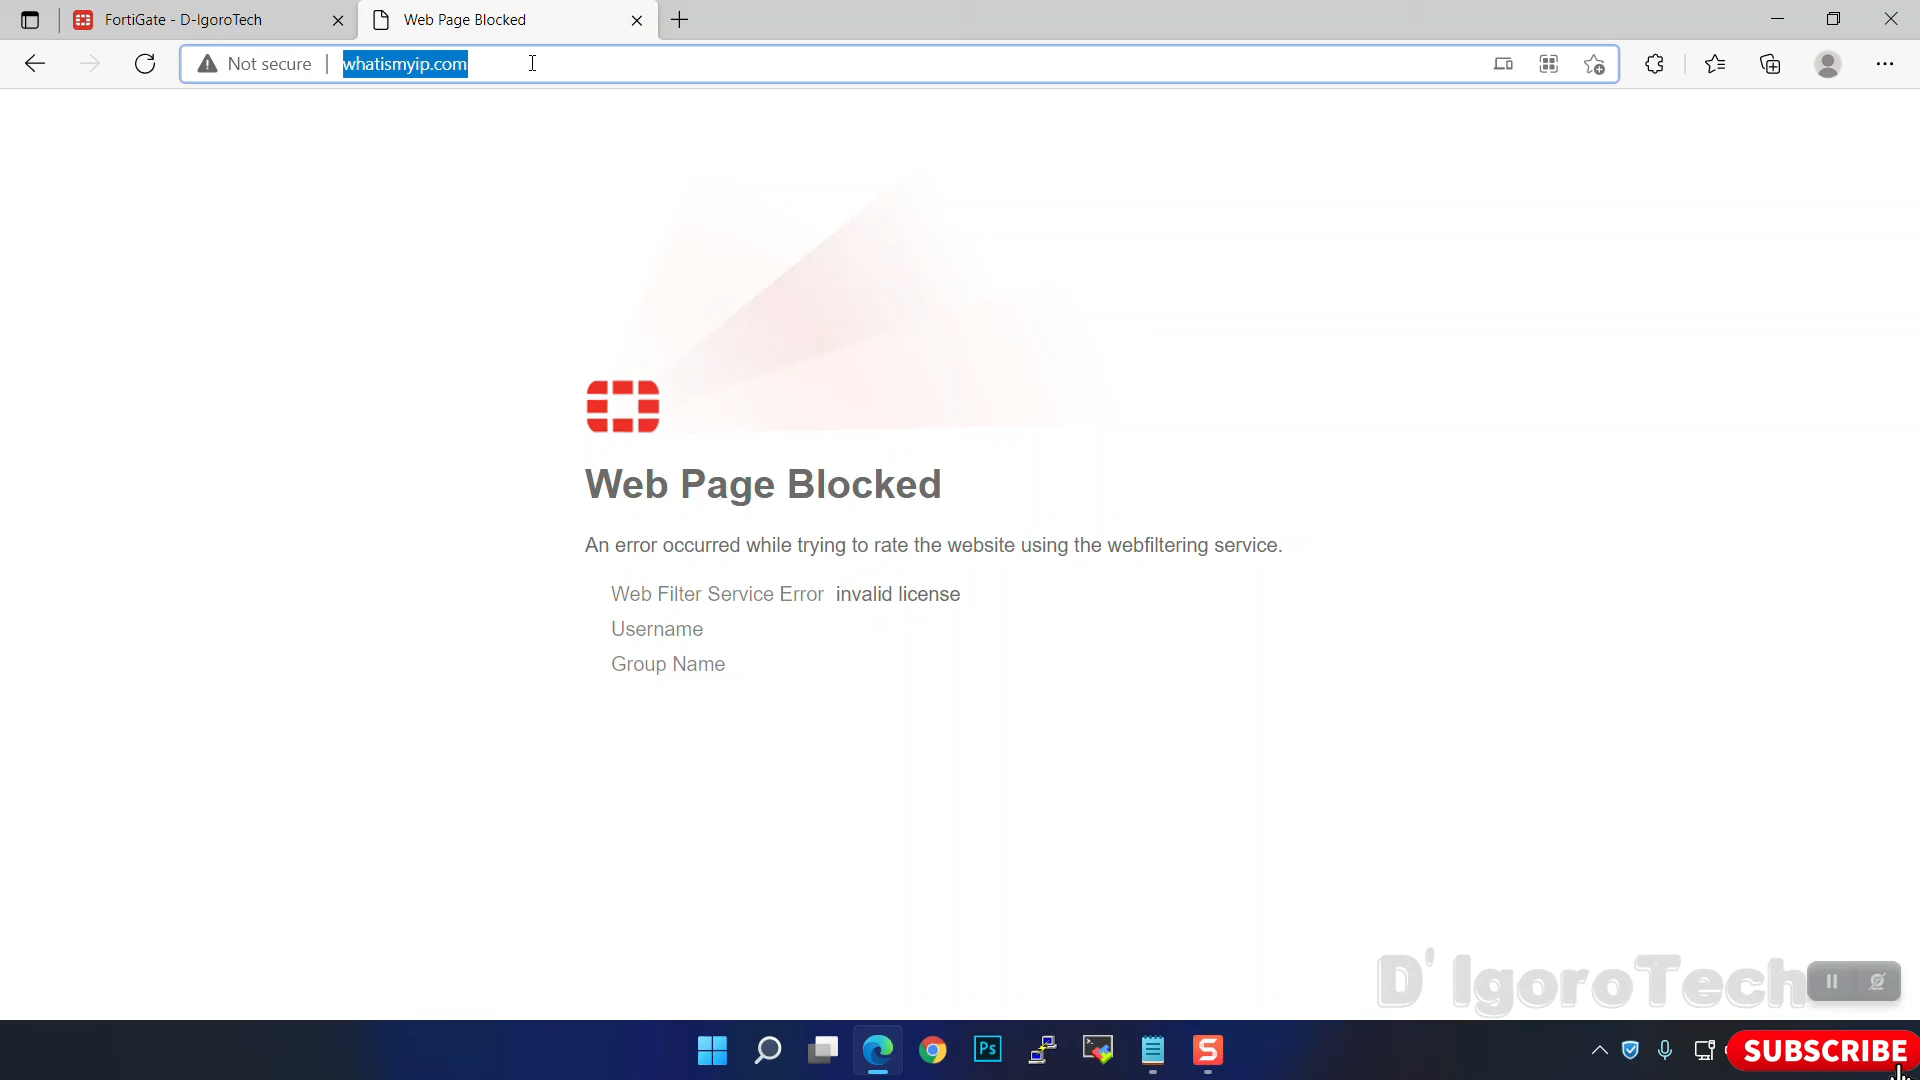 FortiGate - D-IgoroTech
Web Page Blocked
Not secure
whatismyip.com
Web Page Blocked
An error occurred while trying to rate the website using the webfiltering service.
Web Filter Service Error invalid license
Username
Group Name
D' IgoroTech
Ps
S
SUBSCRIBE